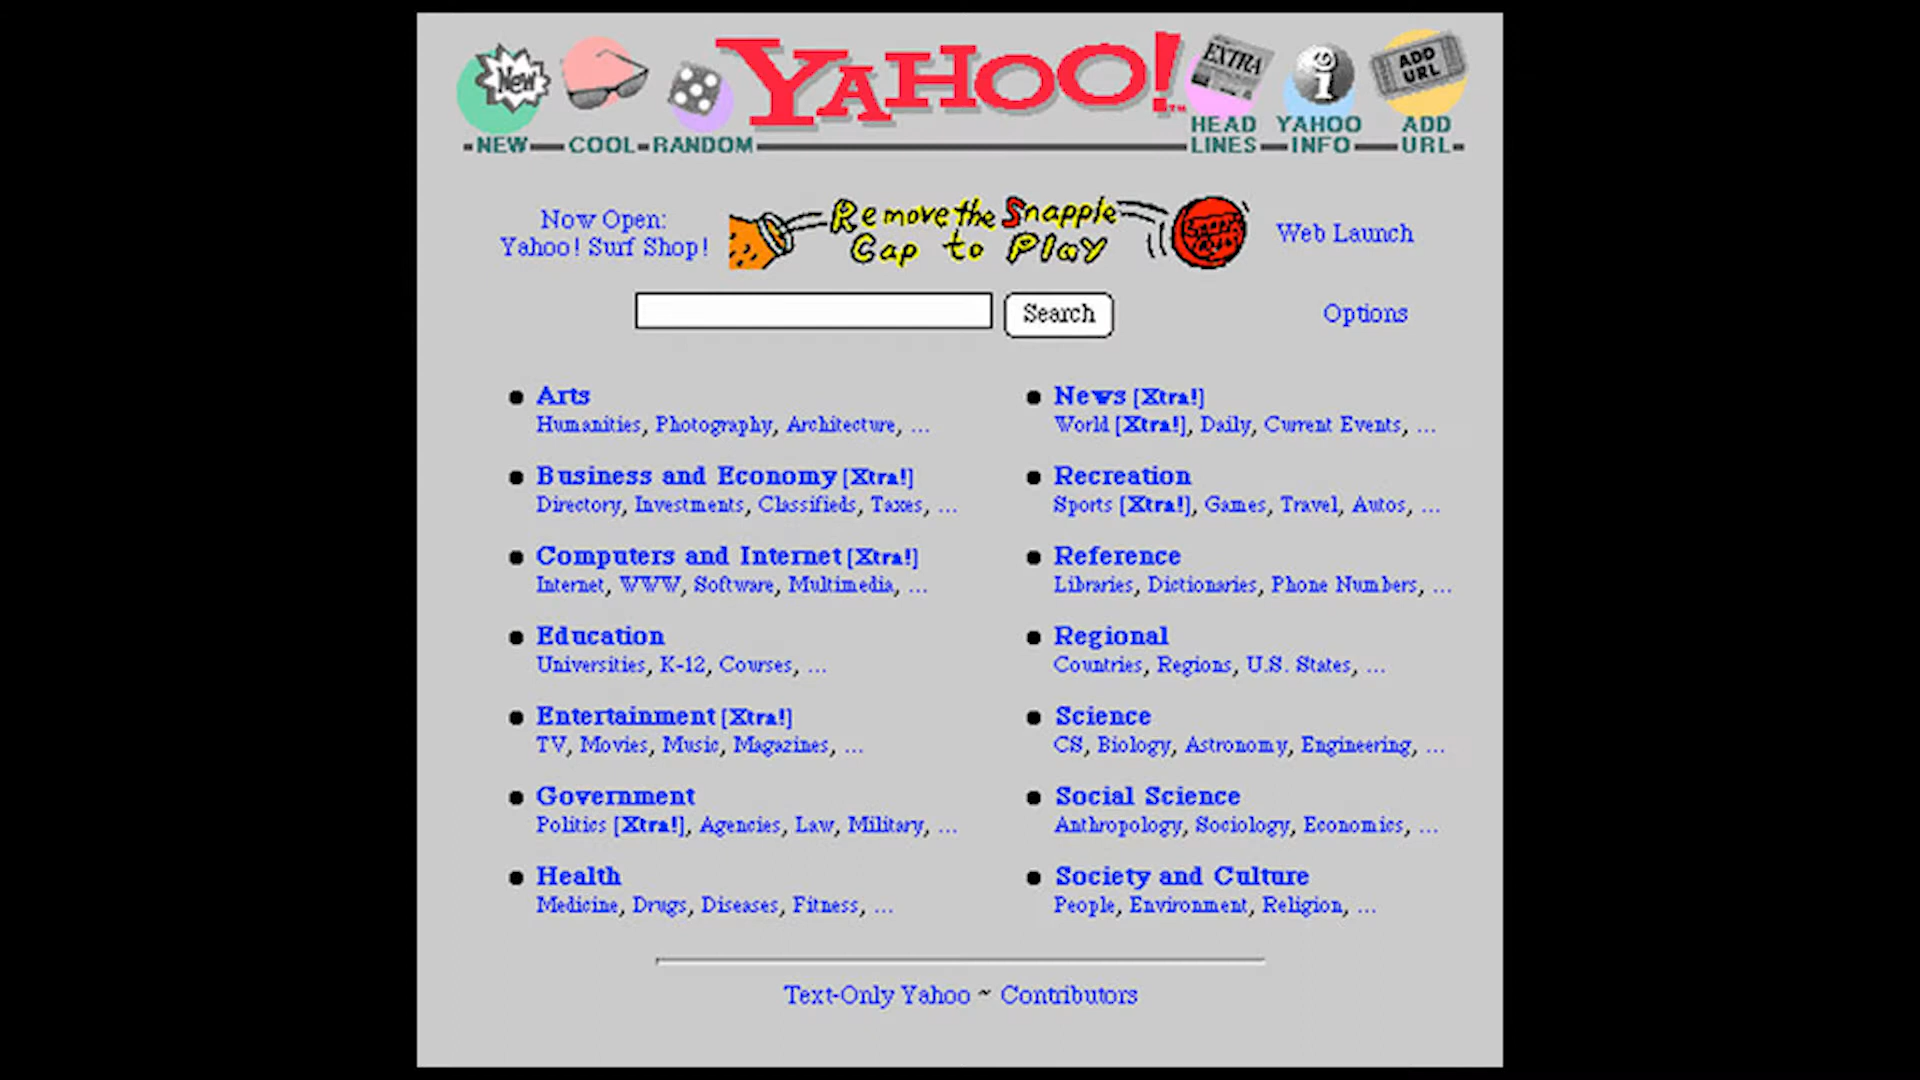 New
YAHOO!™
EXTRA
i
ADD URL
NEW COOL RANDOM
HEAD LINES
YAHOO INFO
ADD URL
Now Open:
Yahoo! Surf Shop!
Remove the Snapple
Cap to Play
Web Launch
Search
Options
Arts
Humanities, Photography, Architecture, ...
Business and Economy [Xtra!]
Directory, Investments, Classifieds, Taxes, ...
Computers and Internet [Xtra!]
Internet, WWW, Software, Multimedia, ...
Education
Universities, K-12, Courses, ...
Entertainment [Xtra!]
TV, Movies, Music, Magazines, ...
Government
Politics [Xtra!], Agencies, Law, Military, ...
Health
Medicine, Drugs, Diseases, Fitness, ...
News [Xtra!]
World [Xtra!], Daily, Current Events, ...
Recreation
Sports [Xtra!], Games, Travel, Autos, ...
Reference
Libraries, Dictionaries, Phone Numbers, ...
Regional
Countries, Regions, U.S. States, ...
Science
CS, Biology, Astronomy, Engineering, ...
Social Science
Anthropology, Sociology, Economics, ...
Society and Culture
People, Environment, Religion, ...
Text-Only Yahoo ~ Contributors